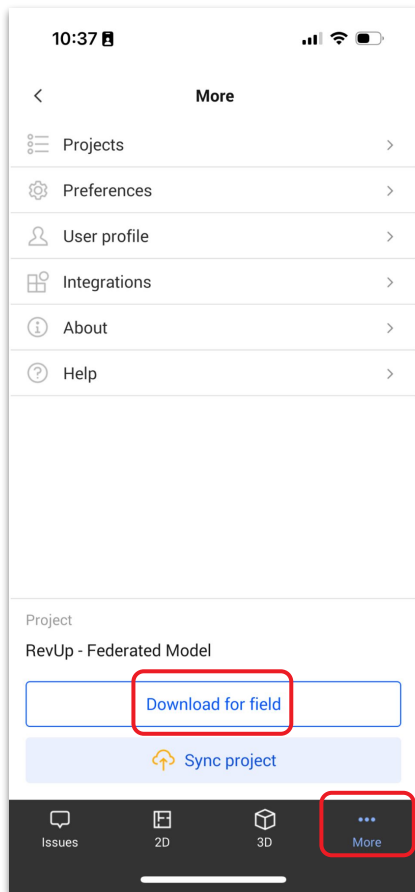 10:37
More
Projects
Preferences
User profile
Integrations
About
Help
Project
RevUp - Federated Model
Download for field
Sync project
Issues
2D
3D
More